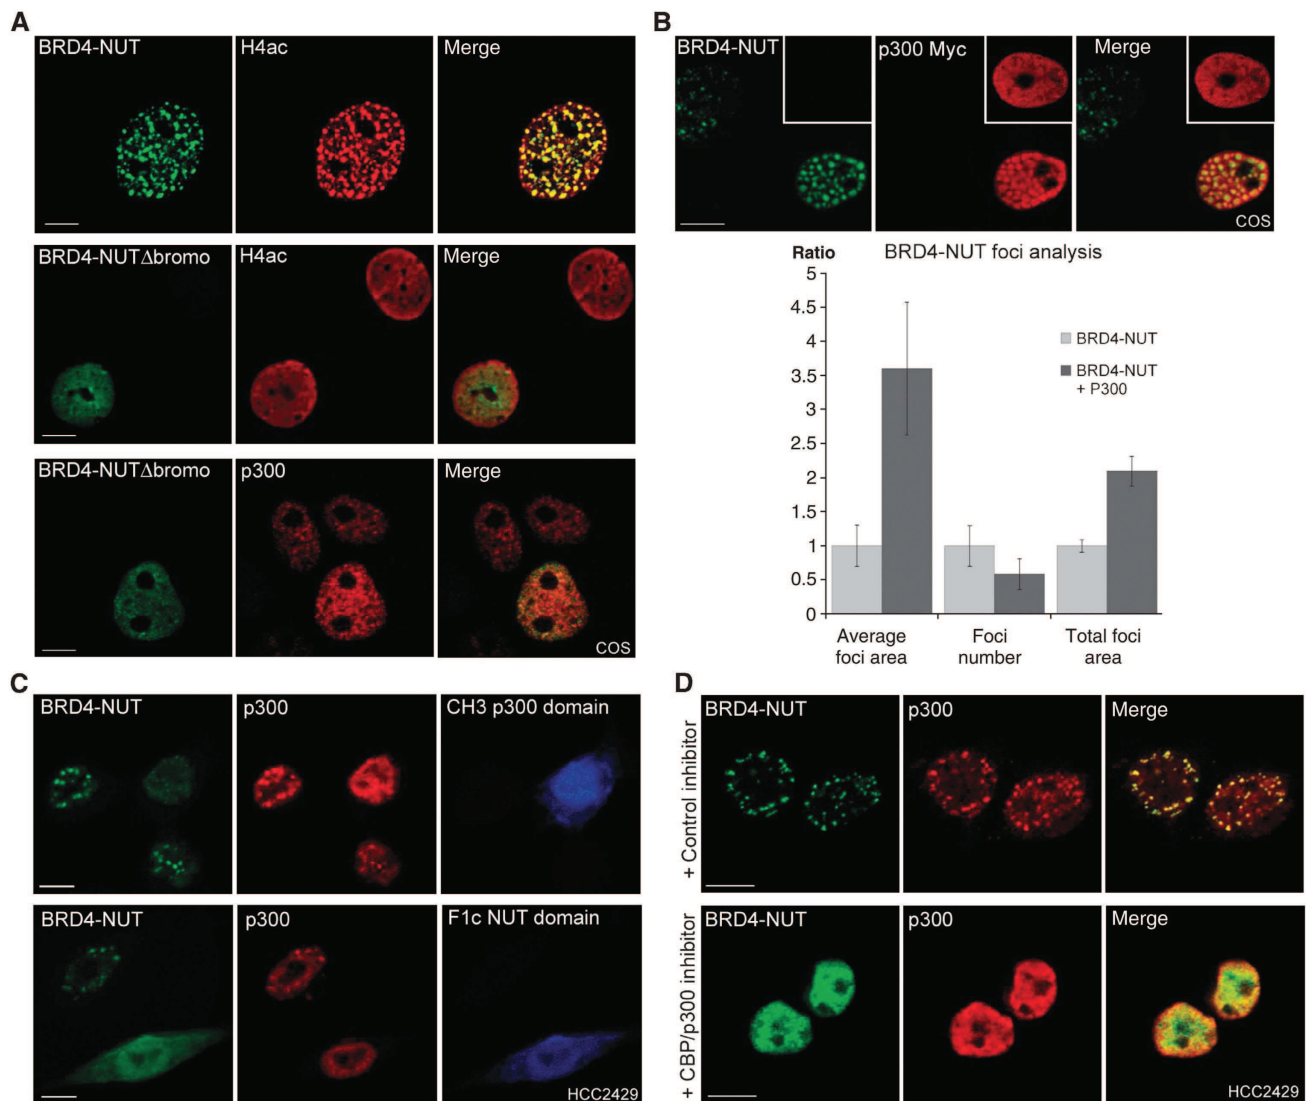 A
BRD4-NUT
H4ac
Merge
BRD4-NUTΔbromo
H4ac
Merge
BRD4-NUTΔbromo
p300
Merge
COS
B
BRD4-NUT
p300 Myc
Merge
COS
Ratio
BRD4-NUT foci analysis
5
4.5
4
3.5
3
2.5
2
1.5
1
0.5
0
BRD4-NUT
BRD4-NUT
+ P300
Average
foci area
Foci
number
Total foci
area
C
BRD4-NUT
p300
CH3 p300 domain
BRD4-NUT
p300
F1c NUT domain
HCC2429
D
+ Control inhibitor
BRD4-NUT
p300
Merge
+ CBP/p300 inhibitor
BRD4-NUT
p300
Merge
HCC2429